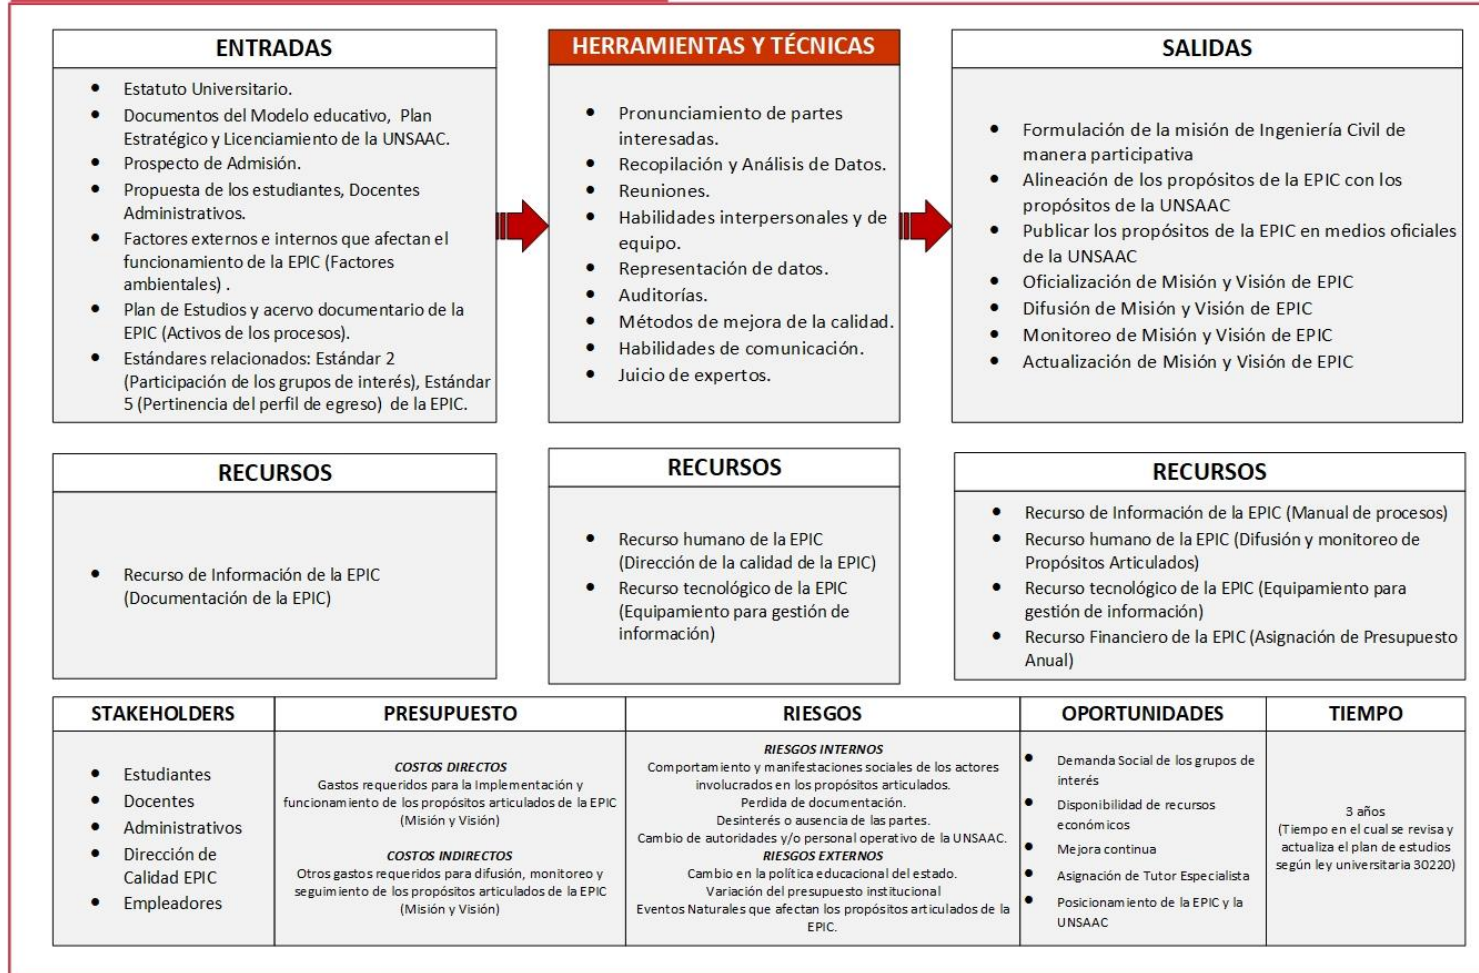 ENTRADAS
• Estatuto Universitario.
• Documentos del Modelo educativo, Plan
Estratégico y Licenciamiento de la UNSAAC.
• Prospecto de Admisión.
• Propuesta de los estudiantes, Docentes
Administrativos.
• Factores externos e internos que afectan el
funcionamiento de la EPIC (Factores
ambientales) .
• Plan de Estudios y acervo documentario de la
EPIC (Activos de los procesos).
• Estándares relacionados: Estándar 2
(Participación de los grupos de interés), Estándar
5 (Pertinencia del perfil de egreso) de la EPIC.
HERRAMIENTAS Y TÉCNICAS
• Pronunciamiento de partes
interesadas.
• Recopilación y Análisis de Datos.
• Reuniones.
• Habilidades interpersonales y de
equipo.
• Representación de datos.
• Auditorías.
• Métodos de mejora de la calidad.
• Habilidades de comunicación.
• Juicio de expertos.
SALIDAS
• Formulación de la misión de Ingeniería Civil de
manera participativa
• Alineación de los propósitos de la EPIC con los
propósitos de la UNSAAC
• Publicar los propósitos de la EPIC en medios oficiales
de la UNSAAC
• Oficialización de Misión y Visión de EPIC
• Difusión de Misión y Visión de EPIC
• Monitoreo de Misión y Visión de EPIC
• Actualización de Misión y Visión de EPIC
RECURSOS
• Recurso de Información de la EPIC
(Documentación de la EPIC)
RECURSOS
• Recurso humano de la EPIC
(Dirección de la calidad de la EPIC)
• Recurso tecnológico de la EPIC
(Equipamiento para gestión de
información)
RECURSOS
• Recurso de Información de la EPIC (Manual de procesos)
• Recurso humano de la EPIC (Difusión y monitoreo de
Propósitos Articulados)
• Recurso tecnológico de la EPIC (Equipamiento para
gestión de información)
• Recurso Financiero de la EPIC (Asignación de Presupuesto
Anual)
STAKEHOLDERS
• Estudiantes
• Docentes
• Administrativos
• Dirección de
Calidad EPIC
• Empleadores
PRESUPUESTO
COSTOS DIRECTOS
Gastos requeridos para la Implementación y
funcionamiento de los propósitos articulados de la EPIC
(Misión y Visión)
COSTOS INDIRECTOS
Otros gastos requeridos para difusión, monitoreo y
seguimiento de los propósitos articulados de la EPIC
(Misión y Visión)
RIESGOS
RIESGOS INTERNOS
Comportamiento y manifestaciones sociales de los actores
involucrados en los propósitos articulados.
Perdida de documentación.
Desinterés o ausencia de las partes.
Cambio de autoridades y/o personal operativo de la UNSAAC.
RIESGOS EXTERNOS
Cambio en la política educacional del estado.
Variación del presupuesto institucional
Eventos Naturales que afectan los propósitos articulados de la
EPIC.
OPORTUNIDADES
• Demanda Social de los grupos de
interés
• Disponibilidad de recursos
económicos
• Mejora continua
• Asignación de Tutor Especialista
• Posicionamiento de la EPIC y la
UNSAAC
TIEMPO
3 años
(Tiempo en el cual se revisa y
actualiza el plan de estudios
según ley universitaria 30220)